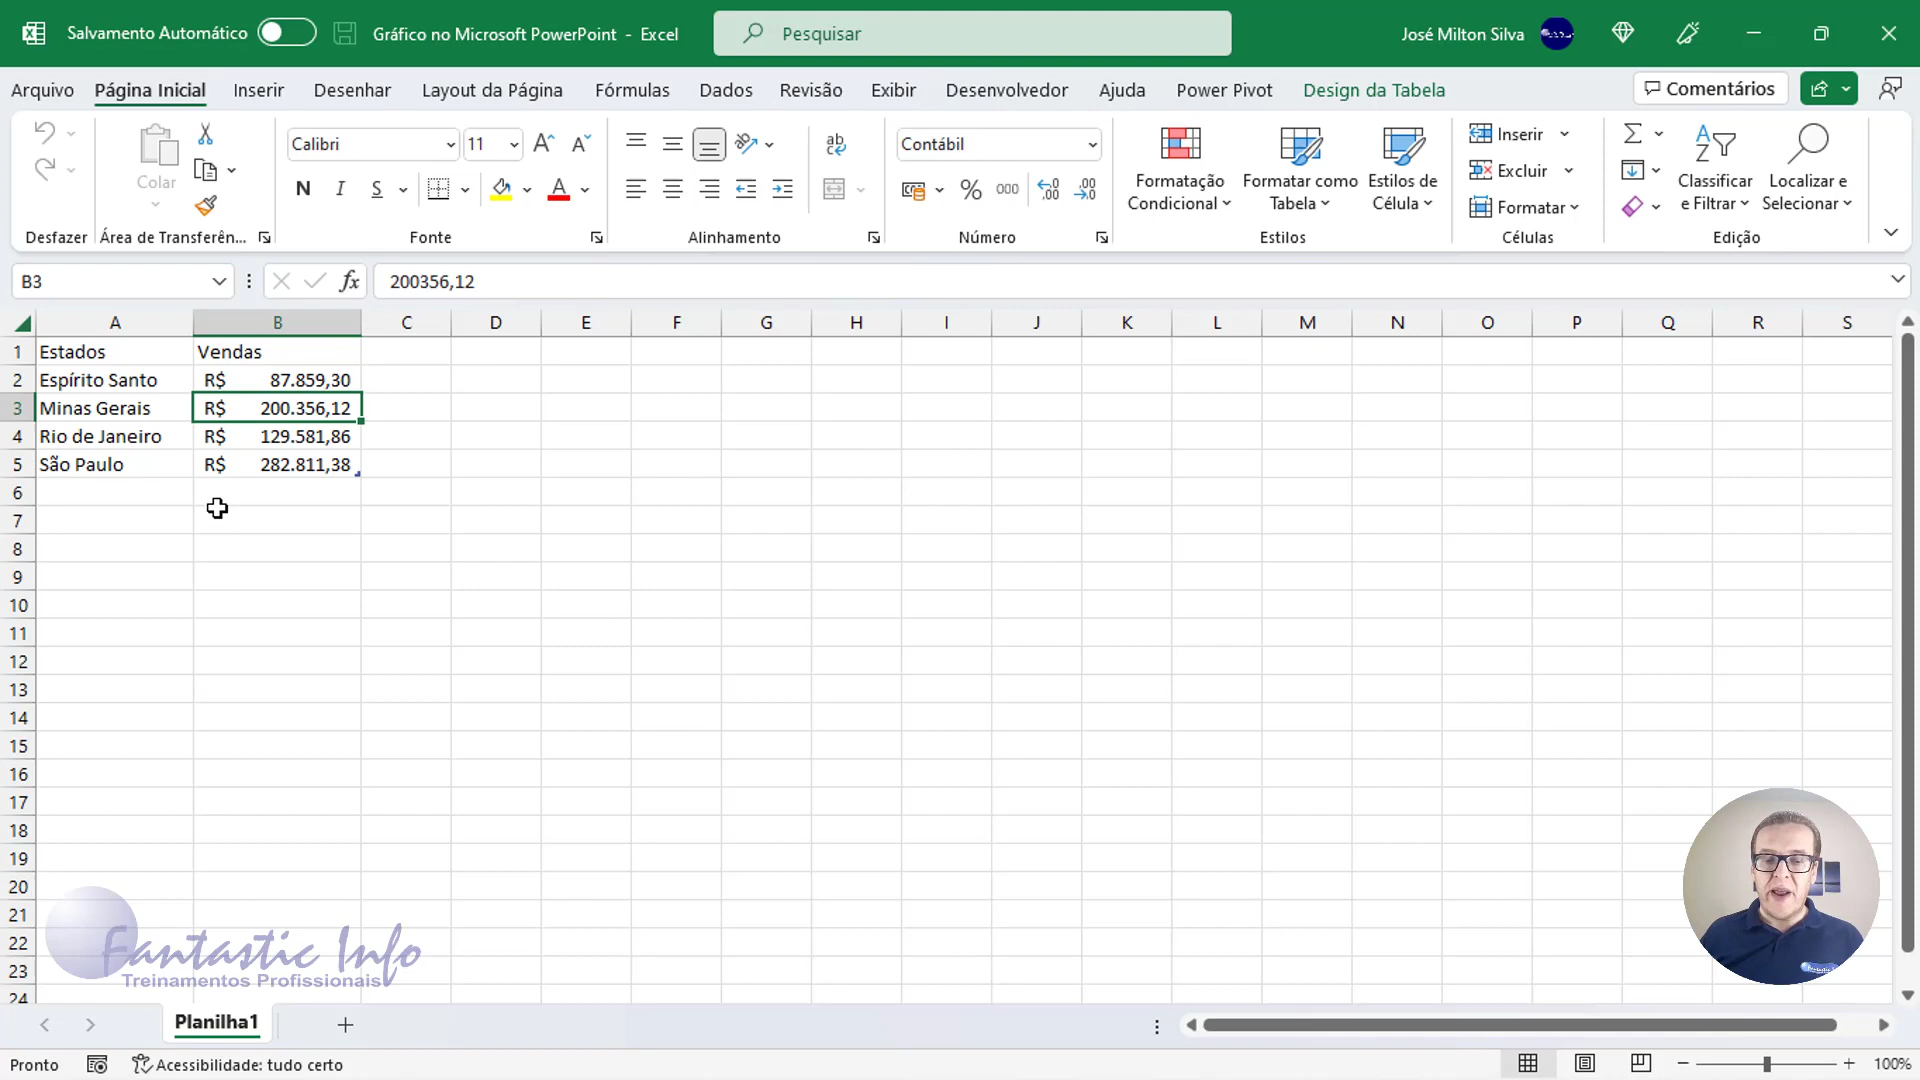 Salvamento Automático
Gráfico no Microsoft PowerPoint - Excel
Pesquisar
José Milton Silva
Arquivo Página Inicial Inserir Desenhar Layout da Página Fórmulas Dados Revisão Exibir Desenvolvedor Ajuda Power Pivot Design da Tabela Comentários
Colar
Desfazer
Área de Transferên...
Calibri 11
N I S
A
Fonte
ab
Alinhamento
Contábil
% 000
Número
Formatação Condicional
Formatar como Tabela
Estilos de Célula
Estilos
Inserir
Excluir
Formatar
Células
Classificar e Filtrar
Localizar e Selecionar
Edição
B3 fx 200356,12
A B C D E F G H I J K L M N O P Q R S
1 Estados Vendas
2 Espírito Santo R$ 87.859,30
3 Minas Gerais R$ 200.356,12
4 Rio de Janeiro R$ 129.581,86
5 São Paulo R$ 282.811,38
6
7
8
9
10
11
12
13
14
15
16
17
18
19
20
21
22
23
24
Fantastic Info
Treinamentos Profissionais
Planilha1
Pronto Acessibilidade: tudo certo 100%